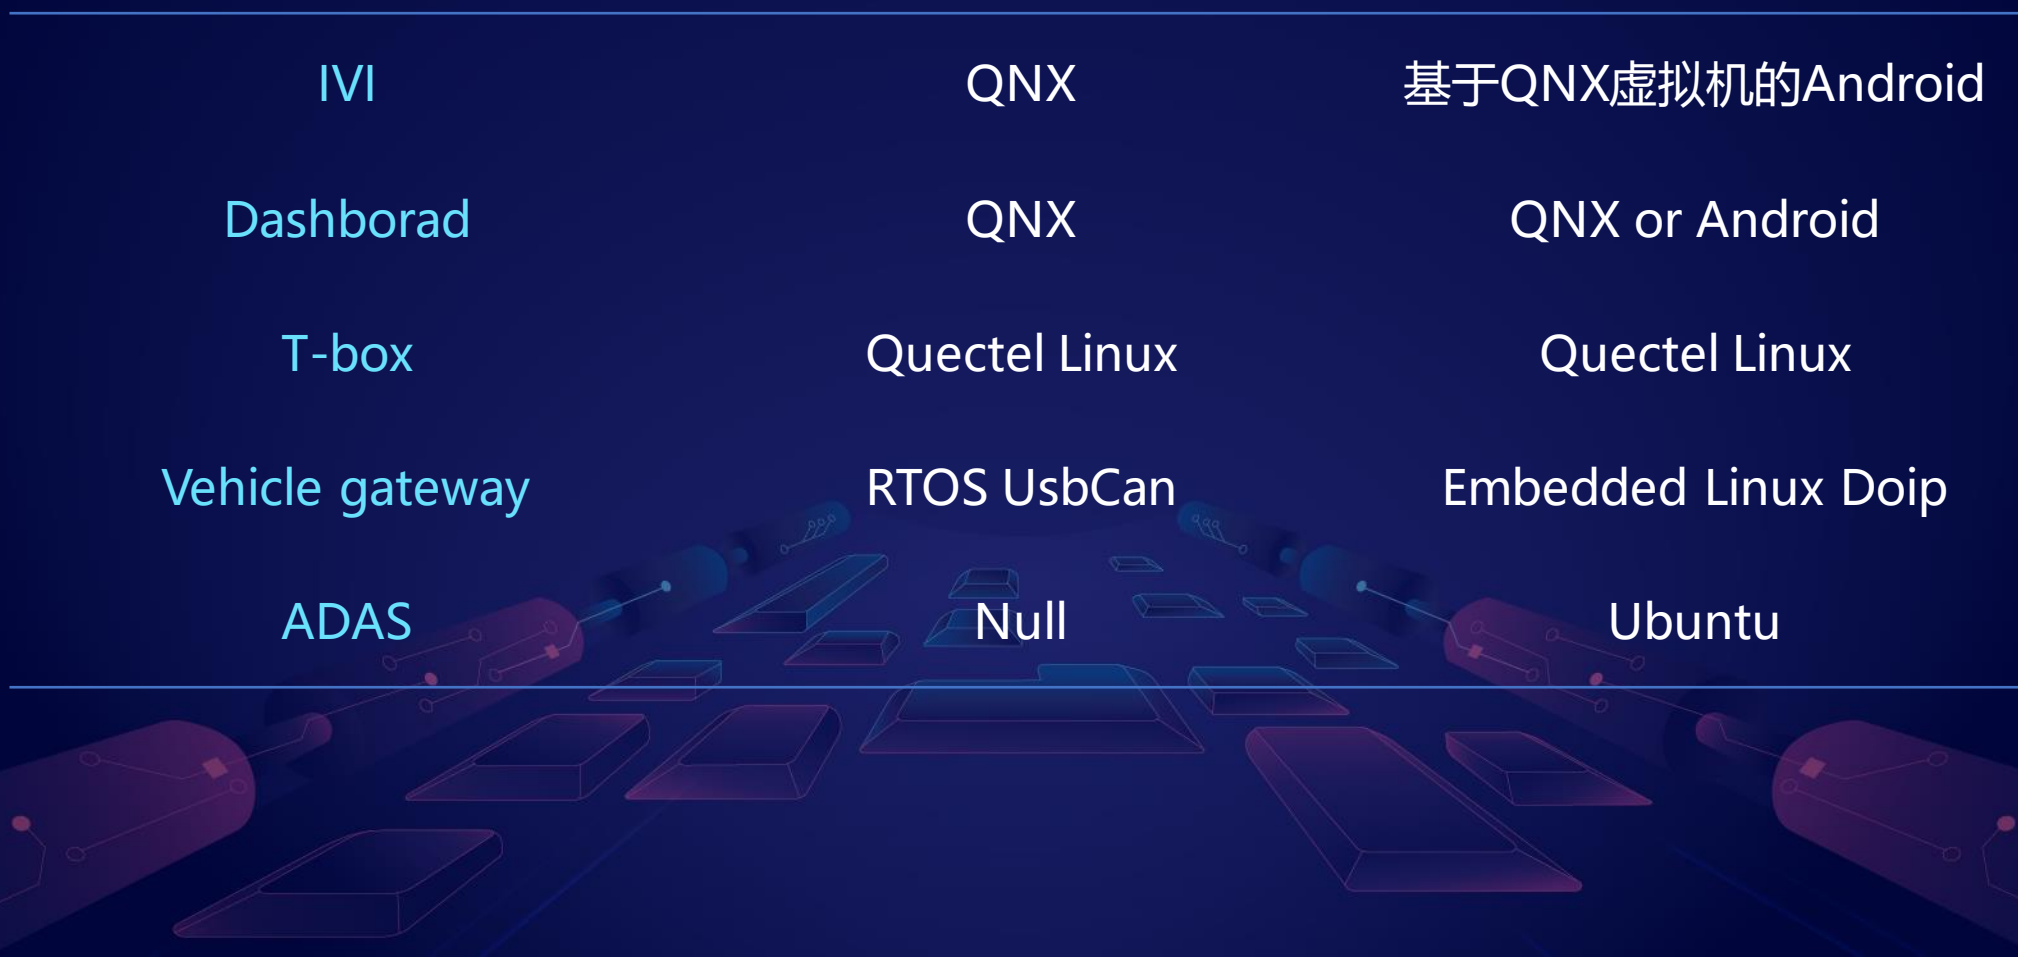 IVI QNX 基于QNX虚拟机的Android
Dashborad QNX QNX or Android
T-box Quectel Linux Quectel Linux
Vehicle gateway RTOS UsbCan Embedded Linux Doip
ADAS Null Ubuntu